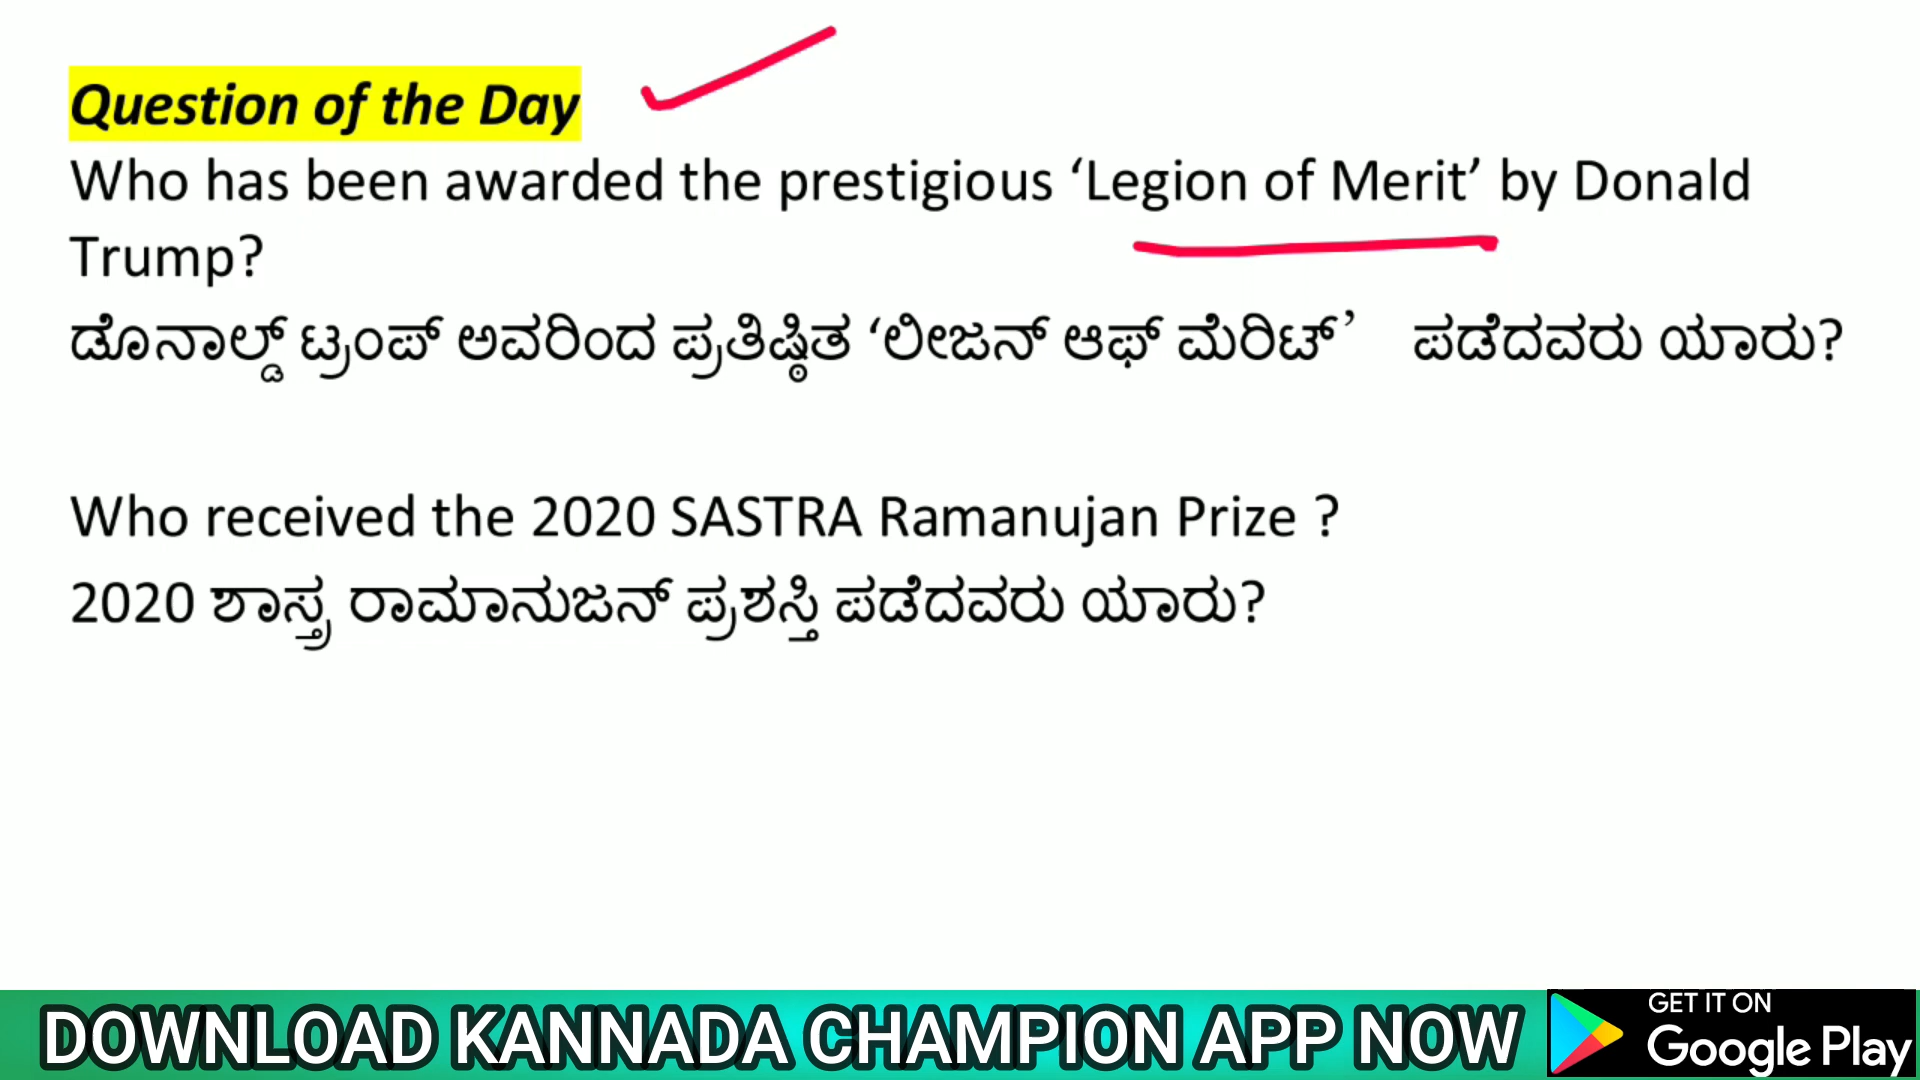 Question of the Day
Who has been awarded the prestigious ‘Legion of Merit’ by Donald
Trump?
ಡೊನಾಲ್ಡ್ ಟ್ರಂಪ್ ಅವರಿಂದ ಪ್ರತಿಷ್ಠಿತ ‘ಲೀಜನ್ ಆಫ್ ಮೆರಿಟ್’ ಪಡೆದವರು ಯಾರು?
Who received the 2020 SASTRA Ramanujan Prize ?
2020 ಶಾಸ್ತ್ರ ರಾಮಾನುಜನ್ ಪ್ರಶಸ್ತಿ ಪಡೆದವರು ಯಾರು?
DOWNLOAD KANNADA CHAMPION APP NOW
GET IT ON
Google Play